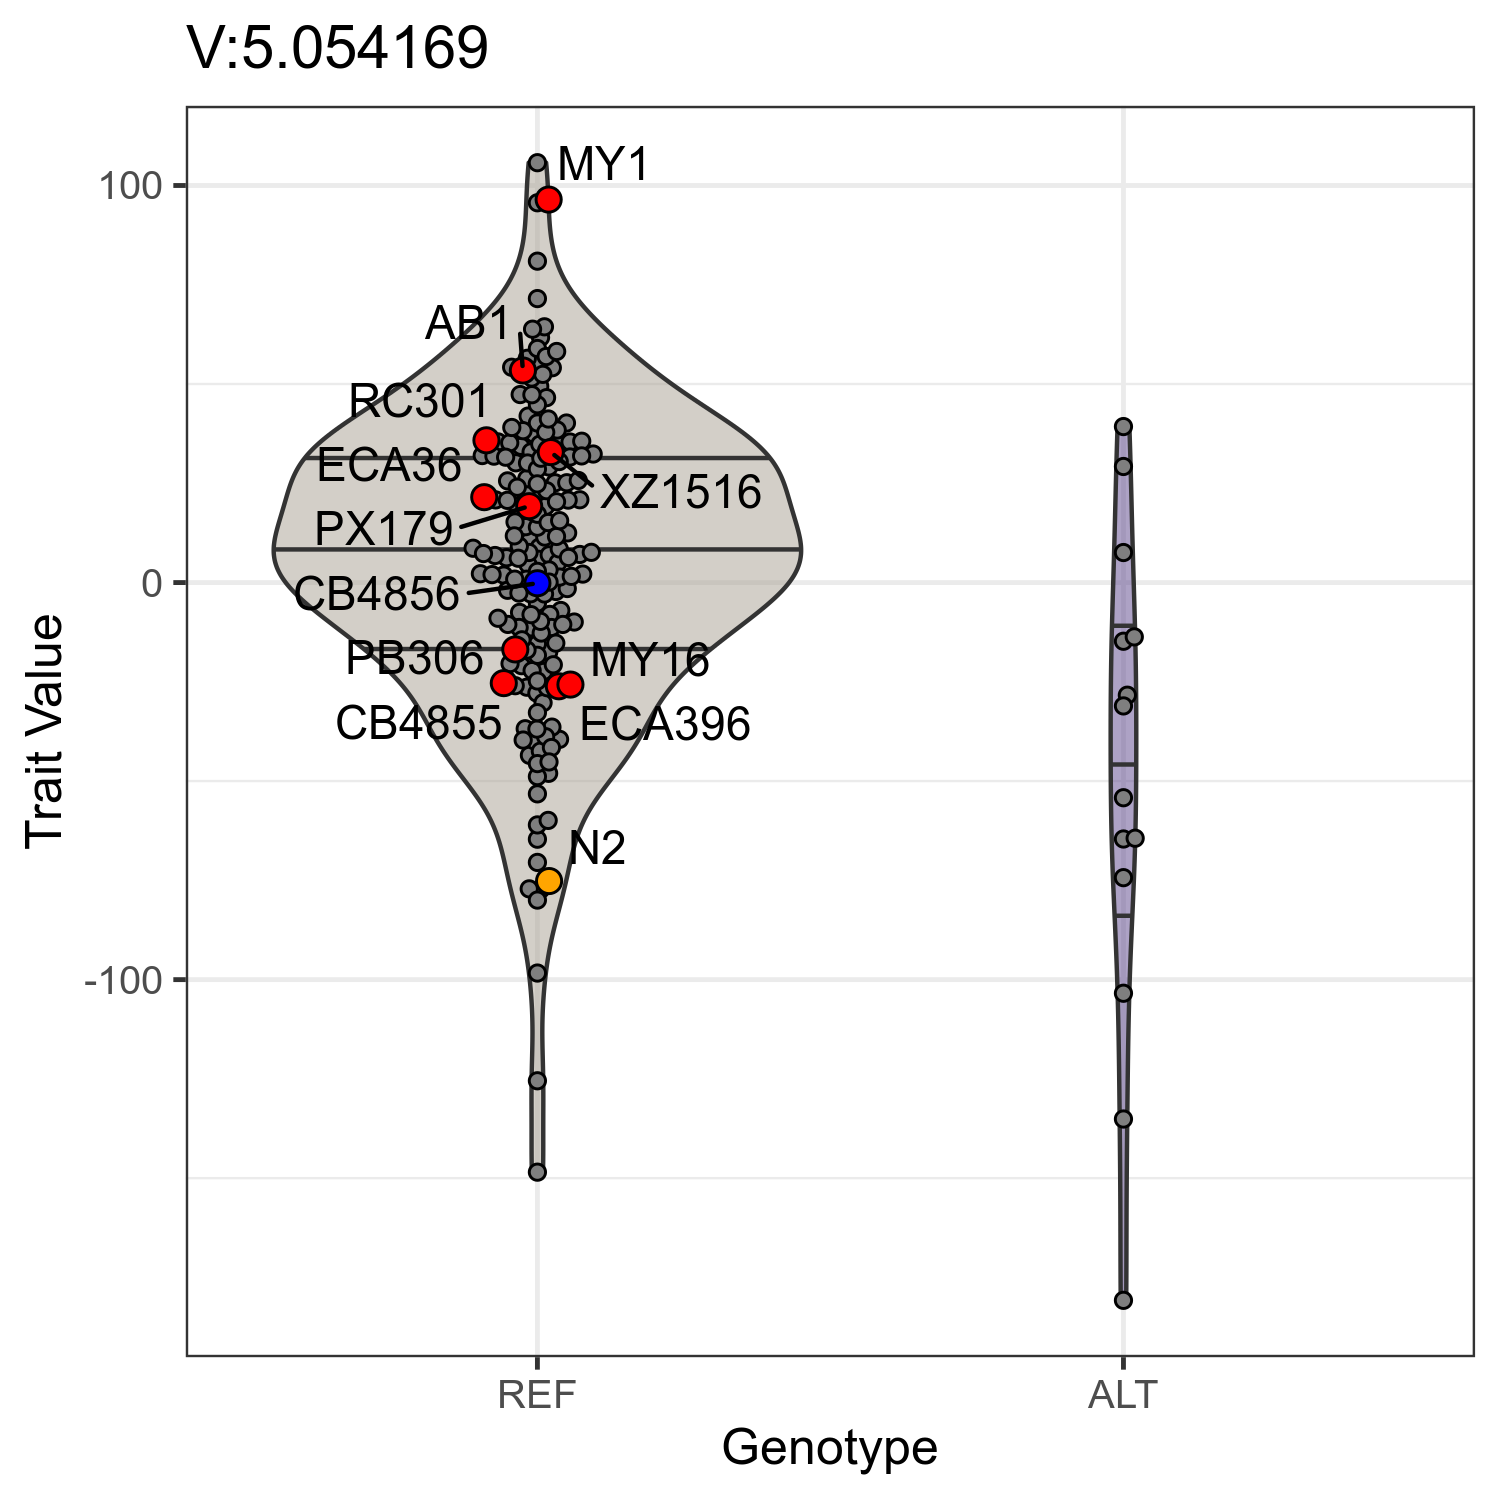 V:5.054169
100
0
-100
Trait Value
MY1
AB1
RC301
ECA36
XZ1516
PX179
CB4856
PB306
MY16
CB4855
ECA396
N2
REF
ALT
Genotype